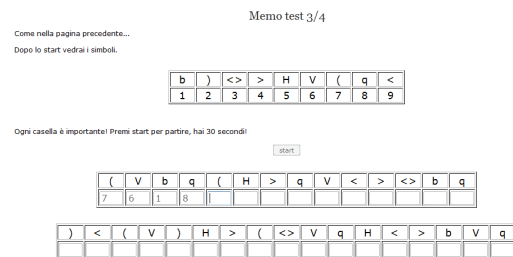 Memo test 3/4
Come nella pagina precedente...
Dopo lo start vedrai i simboli.
b ) <> > H V ( q <
1 2 3 4 5 6 7 8 9
Ogni casella è importante! Premi start per partire, hai 30 secondi!
start
( V b q ( H > q V < > <> b q
7 6 1 8
) < ( V ) H > ( <> V q H < > b V q